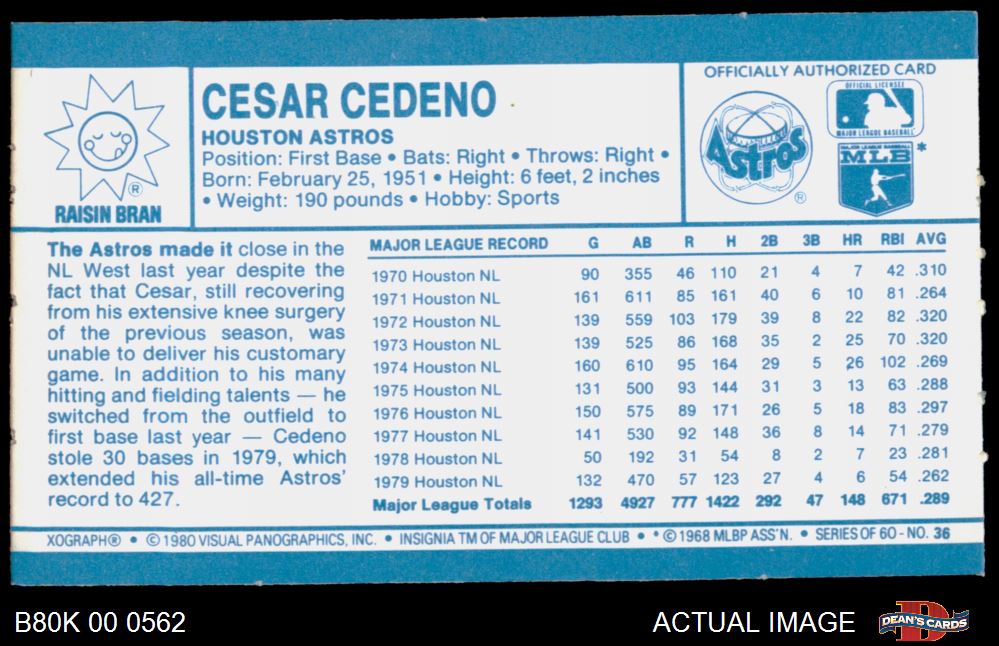 RAISIN BRAN
®
CESAR CEDENO
HOUSTON ASTROS
Position: First Base • Bats: Right • Throws: Right •
Born: February 25, 1951 • Height: 6 feet, 2 inches
• Weight: 190 pounds • Hobby: Sports
OFFICIALLY AUTHORIZED CARD
Astros
®
OFFICIAL LICENSEE
MAJOR LEAGUE BASEBALL
MAJOR LEAGUE BASEBALL
MLB *
The Astros made it close in the
NL West last year despite the
fact that Cesar, still recovering
from his extensive knee surgery
of the previous season, was
unable to deliver his customary
game. In addition to his many
hitting and fielding talents — he
switched from the outfield to
first base last year — Cedeno
stole 30 bases in 1979, which
extended his all-time Astros'
record to 427.
MAJOR LEAGUE RECORD G AB R H 2B 3B HR RBI AVG
1970 Houston NL 90 355 46 110 21 4 7 42 .310
1971 Houston NL 161 611 85 161 40 6 10 81 .264
1972 Houston NL 139 559 103 179 39 8 22 82 .320
1973 Houston NL 139 525 86 168 35 2 25 70 .320
1974 Houston NL 160 610 95 164 29 5 26 102 .269
1975 Houston NL 131 500 93 144 31 3 13 63 .288
1976 Houston NL 150 575 89 171 26 5 18 83 .297
1977 Houston NL 141 530 92 148 36 8 14 71 .279
1978 Houston NL 50 192 31 54 8 2 7 23 .281
1979 Houston NL 132 470 57 123 27 4 6 54 .262
Major League Totals 1293 4927 777 1422 292 47 148 671 .289
XOGRAPH® • ©1980 VISUAL PANOGRAPHICS, INC. • INSIGNIA TM OF MAJOR LEAGUE CLUB • *©1968 MLBP ASS'N. • SERIES OF 60 - NO. 36
B80K 00 0562
ACTUAL IMAGE
D
DEAN'S CARDS